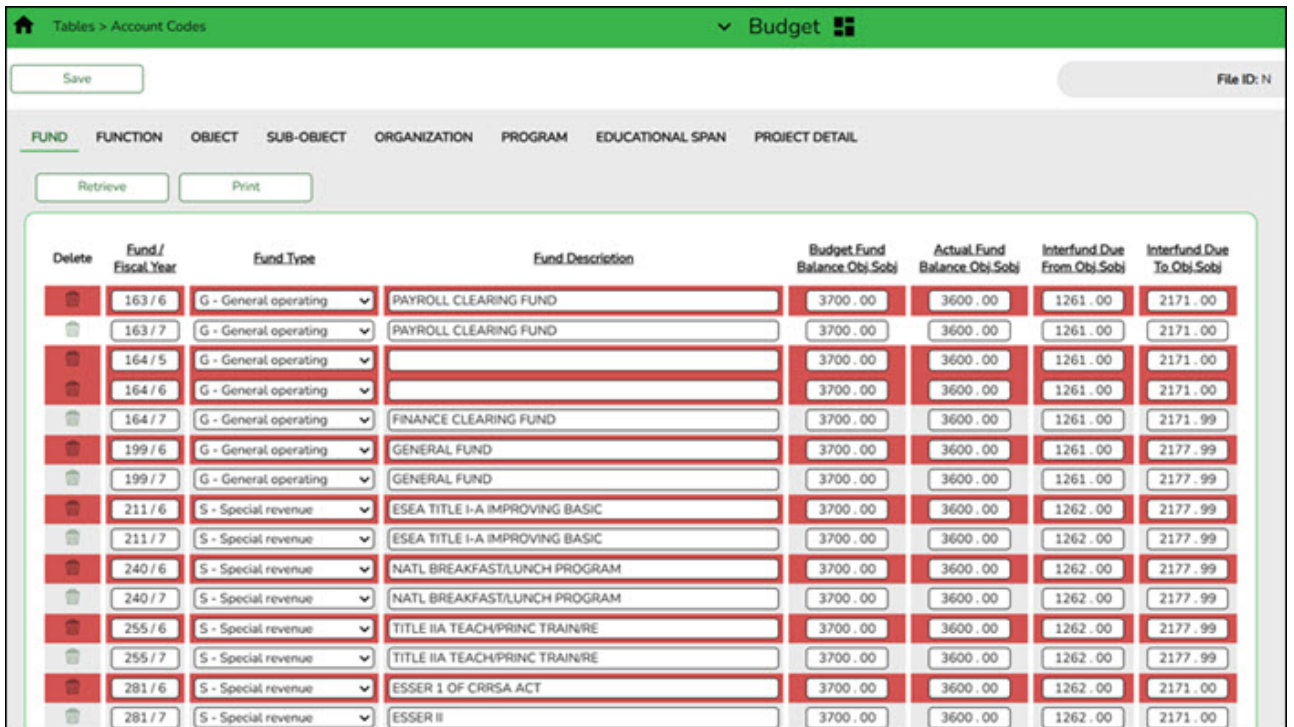 Tables > Account Codes
Budget
Save
File ID: N
FUND FUNCTION OBJECT SUB-OBJECT ORGANIZATION PROGRAM EDUCATIONAL SPAN PROJECT DETAIL
Retrieve Print
Delete Fund / Fiscal Year Fund Type Fund Description Budget Fund Balance Obj.Sobj Actual Fund Balance Obj.Sobj Interfund Due From Obj.Sobj Interfund Due To Obj.Sobj
163 / 6 G - General operating PAYROLL CLEARING FUND 3700 . 00 3600 . 00 1261 . 00 2171 . 00
163 / 7 G - General operating PAYROLL CLEARING FUND 3700 . 00 3600 . 00 1261 . 00 2171 . 00
164 / 5 G - General operating 3700 . 00 3600 . 00 1261 . 00 2171 . 00
164 / 6 G - General operating 3700 . 00 3600 . 00 1261 . 00 2171 . 00
164 / 7 G - General operating FINANCE CLEARING FUND 3700 . 00 3600 . 00 1261 . 00 2171 . 99
199 / 6 G - General operating GENERAL FUND 3700 . 00 3600 . 00 1261 . 00 2177 . 99
199 / 7 G - General operating GENERAL FUND 3700 . 00 3600 . 00 1261 . 00 2177 . 99
211 / 6 S - Special revenue ESEA TITLE I-A IMPROVING BASIC 3700 . 00 3600 . 00 1262 . 00 2177 . 99
211 / 7 S - Special revenue ESEA TITLE I-A IMPROVING BASIC 3700 . 00 3600 . 00 1262 . 00 2177 . 99
240 / 6 S - Special revenue NATL BREAKFAST/LUNCH PROGRAM 3700 . 00 3600 . 00 1262 . 00 2177 . 99
240 / 7 S - Special revenue NATL BREAKFAST/LUNCH PROGRAM 3700 . 00 3600 . 00 1262 . 00 2177 . 99
255 / 6 S - Special revenue TITLE IIA TEACH/PRINC TRAIN/RE 3700 . 00 3600 . 00 1262 . 00 2177 . 99
255 / 7 S - Special revenue TITLE IIA TEACH/PRINC TRAIN/RE 3700 . 00 3600 . 00 1262 . 00 2177 . 99
281 / 6 S - Special revenue ESSER 1 OF CRRSA ACT 3700 . 00 3600 . 00 1262 . 00 2171 . 00
281 / 7 S - Special revenue ESSER II 3700 . 00 3600 . 00 1262 . 00 2171 . 00